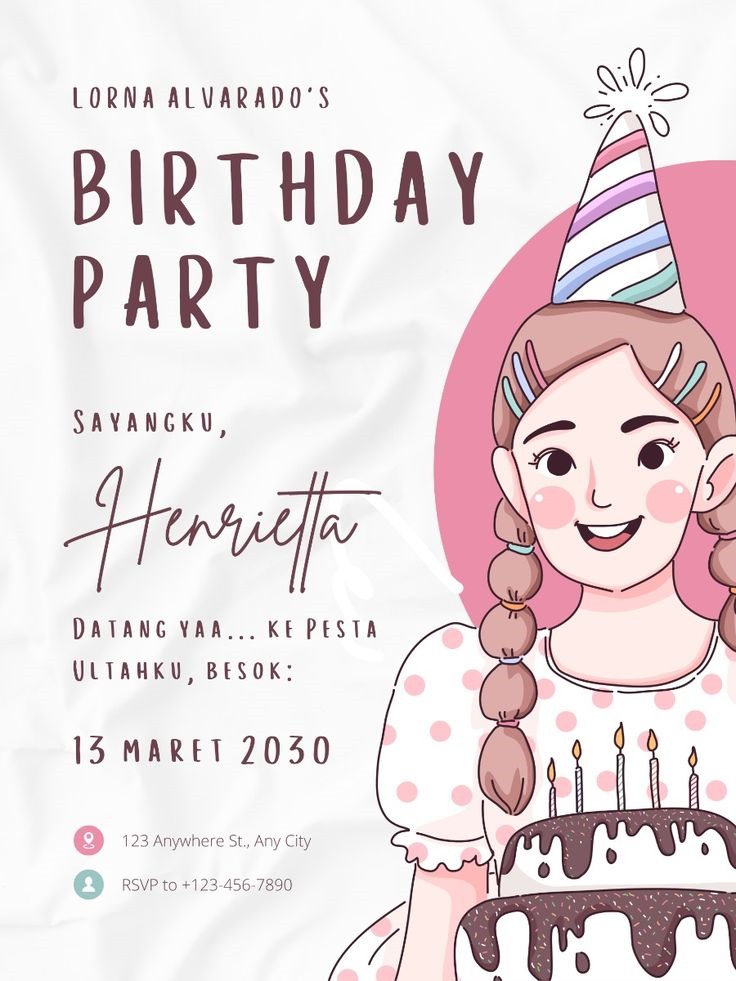 LORNA ALVARADO'S
BIRTHDAY
PARTY
SAYANGKU,
Henrietta
DATANG YAA... KE PESTA
ULTAHKU, BESOK:
13 MARET 2030
123 Anywhere St., Any City
RSVP to +123-456-7890